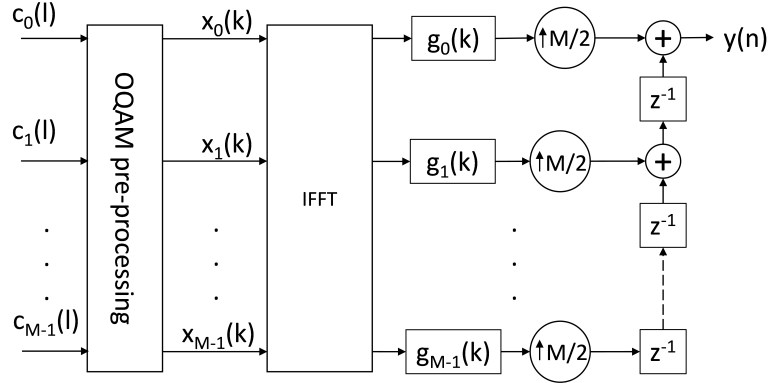 c0(l) x0(k) g0(k) ↑M/2 + y(n)
z-1
c1(l) x1(k) g1(k) ↑M/2 +
OQAM pre-processing
IFFT
z-1
cM-1(l) xM-1(k) gM-1(k) ↑M/2 z-1